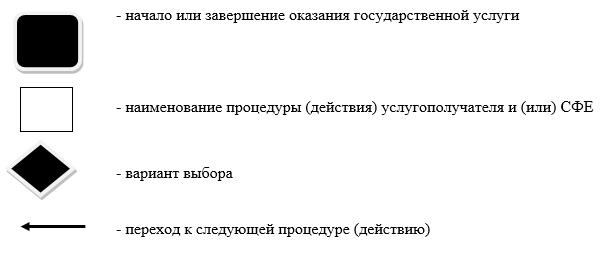 - начало или завершение оказания государственной услуги
- наименование процедуры (действия) услугополучателя и (или) СФЕ
- вариант выбора
- переход к следующей процедуре (действию)